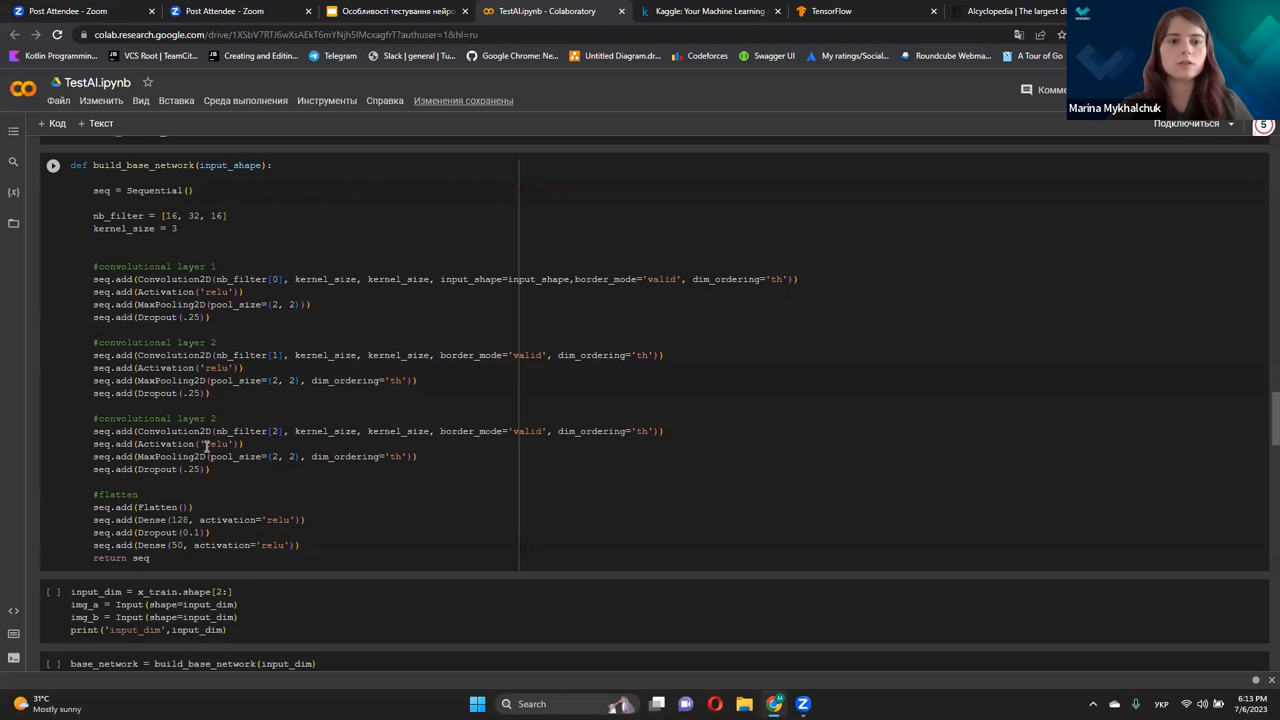 Post Attendee - Zoom
Post Attendee - Zoom
Особливості тестування нейро
TestAI.ipynb - Colaboratory
Kaggle: Your Machine Learning
TensorFlow
Alcyclopedia | The largest d
colab.research.google.com/drive/1XSbV7RTJ6wXsAEkT6mYNjh5lMcxagfrT?authuser=1&hl=ru
Kotlin Programming...
VCS Root | TeamCit...
Creating and Editin...
Telegram
Slack | general | Tu...
Google Chrome: Ne...
Untitled Diagram.dr...
Codeforces
Swagger UI
My ratings/Social...
Roundcube Webma...
A Tour of Go
Marina Mykhalchuk
TestAI.ipynb
Файл Изменить Вид Вставка Среда выполнения Инструменты Справка Изменения сохранены
Комме
+ Код + Текст
Подключиться
5
def build_base_network(input_shape):
seq = Sequential()
nb_filter = [16, 32, 16]
kernel_size = 3
#convolutional layer 1
seq.add(Convolution2D(nb_filter[0], kernel_size, kernel_size, input_shape=input_shape,border_mode='valid', dim_ordering='th'))
seq.add(Activation('relu'))
seq.add(MaxPooling2D(pool_size=(2, 2)))
seq.add(Dropout(.25))
#convolutional layer 2
seq.add(Convolution2D(nb_filter[1], kernel_size, kernel_size, border_mode='valid', dim_ordering='th'))
seq.add(Activation('relu'))
seq.add(MaxPooling2D(pool_size=(2, 2), dim_ordering='th'))
seq.add(Dropout(.25))
#convolutional layer 2
seq.add(Convolution2D(nb_filter[2], kernel_size, kernel_size, border_mode='valid', dim_ordering='th'))
seq.add(Activation('relu'))
seq.add(MaxPooling2D(pool_size=(2, 2), dim_ordering='th'))
seq.add(Dropout(.25))
#flatten
seq.add(Flatten())
seq.add(Dense(128, activation='relu'))
seq.add(Dropout(0.1))
seq.add(Dense(50, activation='relu'))
return seq
[ ] input_dim = x_train.shape[2:]
img_a = Input(shape=input_dim)
img_b = Input(shape=input_dim)
print('input_dim',input_dim)
[ ] base_network = build_base_network(input_dim)
31°C
Mostly sunny
Search
УКР
6:13 PM
7/6/2023